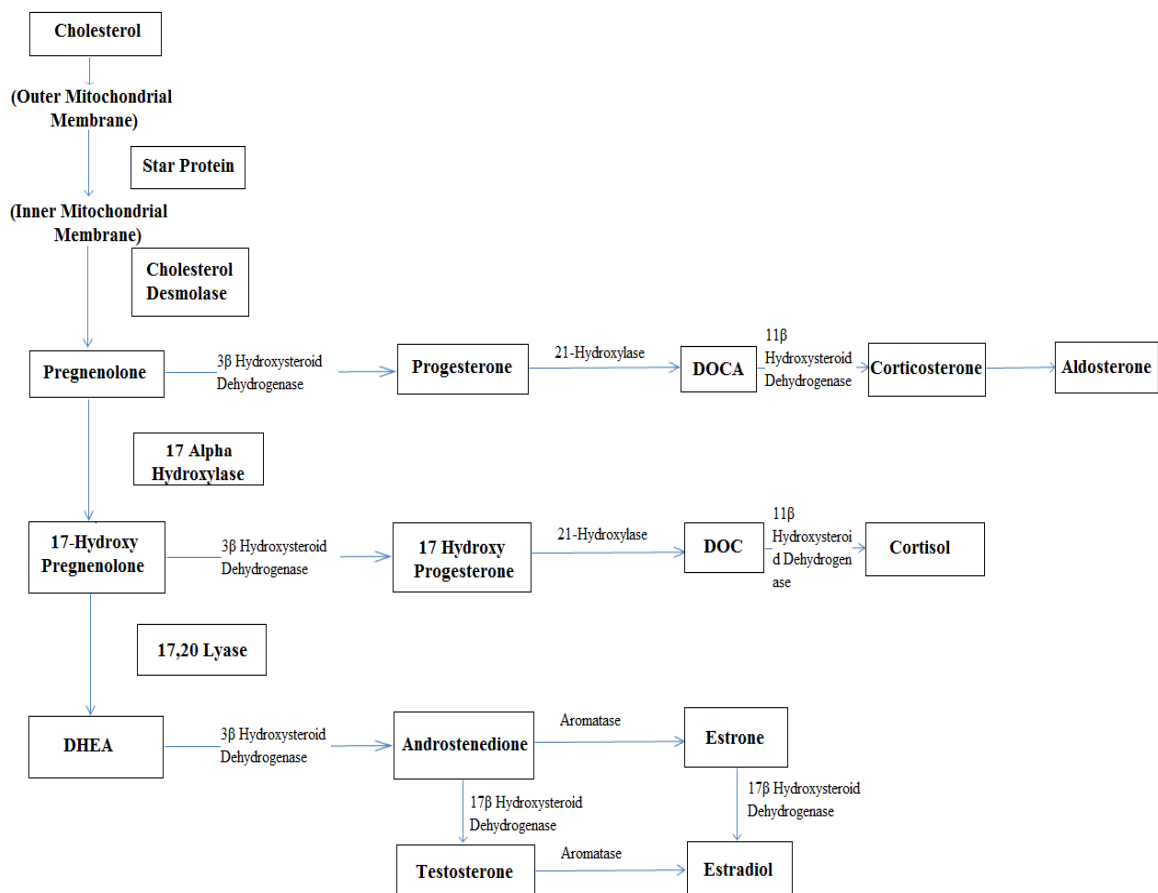 Cholesterol
(Outer Mitochondrial
Membrane)
Star Protein
(Inner Mitochondrial
Membrane)
Cholesterol
Desmolase
Pregnenolone
3β Hydroxysteroid
Dehydrogenase
Progesterone
21-Hydroxylase
DOCA
11β
Hydroxysteroid
Dehydrogenase
Corticosterone
Aldosterone
17 Alpha
Hydroxylase
17-Hydroxy
Pregnenolone
3β Hydroxysteroid
Dehydrogenase
17 Hydroxy
Progesterone
21-Hydroxylase
DOC
11β
Hydroxysteroi
d Dehydrogen
ase
Cortisol
17,20 Lyase
DHEA
3β Hydroxysteroid
Dehydrogenase
Androstenedione
Aromatase
Estrone
17β Hydroxysteroid
Dehydrogenase
17β Hydroxysteroid
Dehydrogenase
Testosterone
Aromatase
Estradiol